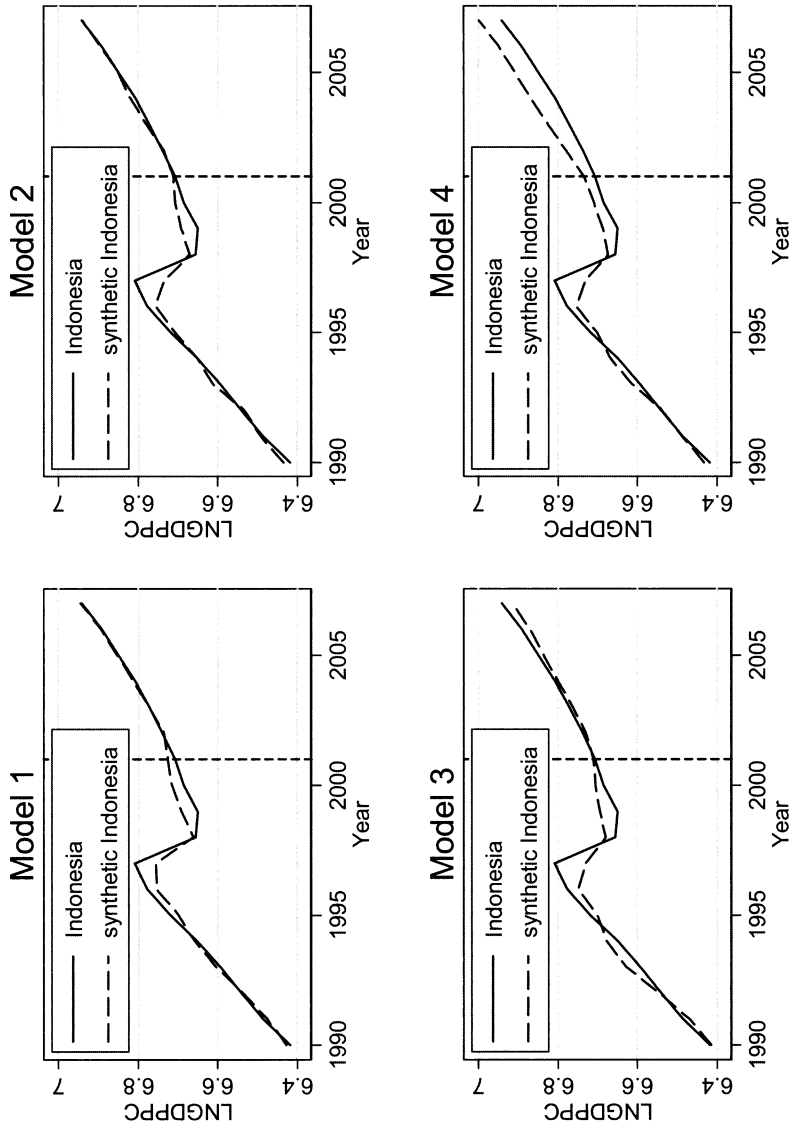 Model 1
Indonesia
synthetic Indonesia
LNGDPPC
7
6.8
6.6
6.4
1990
1995
2000
2005
Year
Model 2
Indonesia
synthetic Indonesia
LNGDPPC
7
6.8
6.6
6.4
1990
1995
2000
2005
Year
Model 3
Indonesia
synthetic Indonesia
LNGDPPC
7
6.8
6.6
6.4
1990
1995
2000
2005
Year
Model 4
Indonesia
synthetic Indonesia
LNGDPPC
7
6.8
6.6
6.4
1990
1995
2000
2005
Year